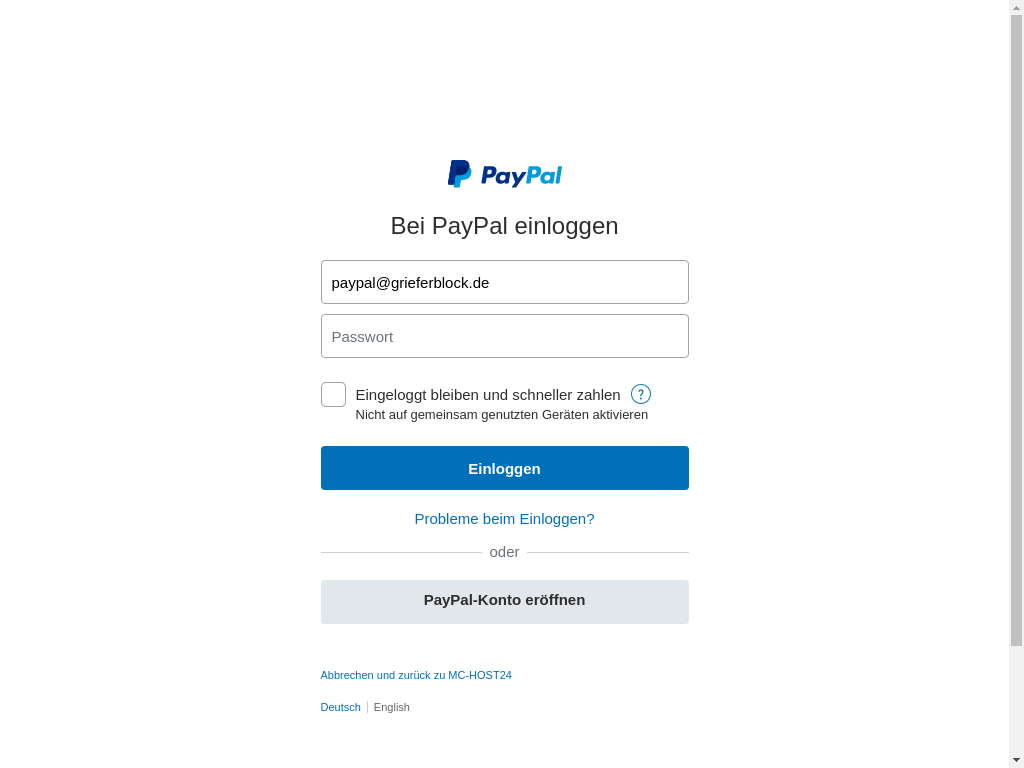 PayPal
Bei PayPal einloggen
paypal@grieferblock.de
Passwort
Eingeloggt bleiben und schneller zahlen ?
Nicht auf gemeinsam genutzten Geräten aktivieren
Einloggen
Probleme beim Einloggen?
oder
PayPal-Konto eröffnen
Abbrechen und zurück zu MC-HOST24
Deutsch English